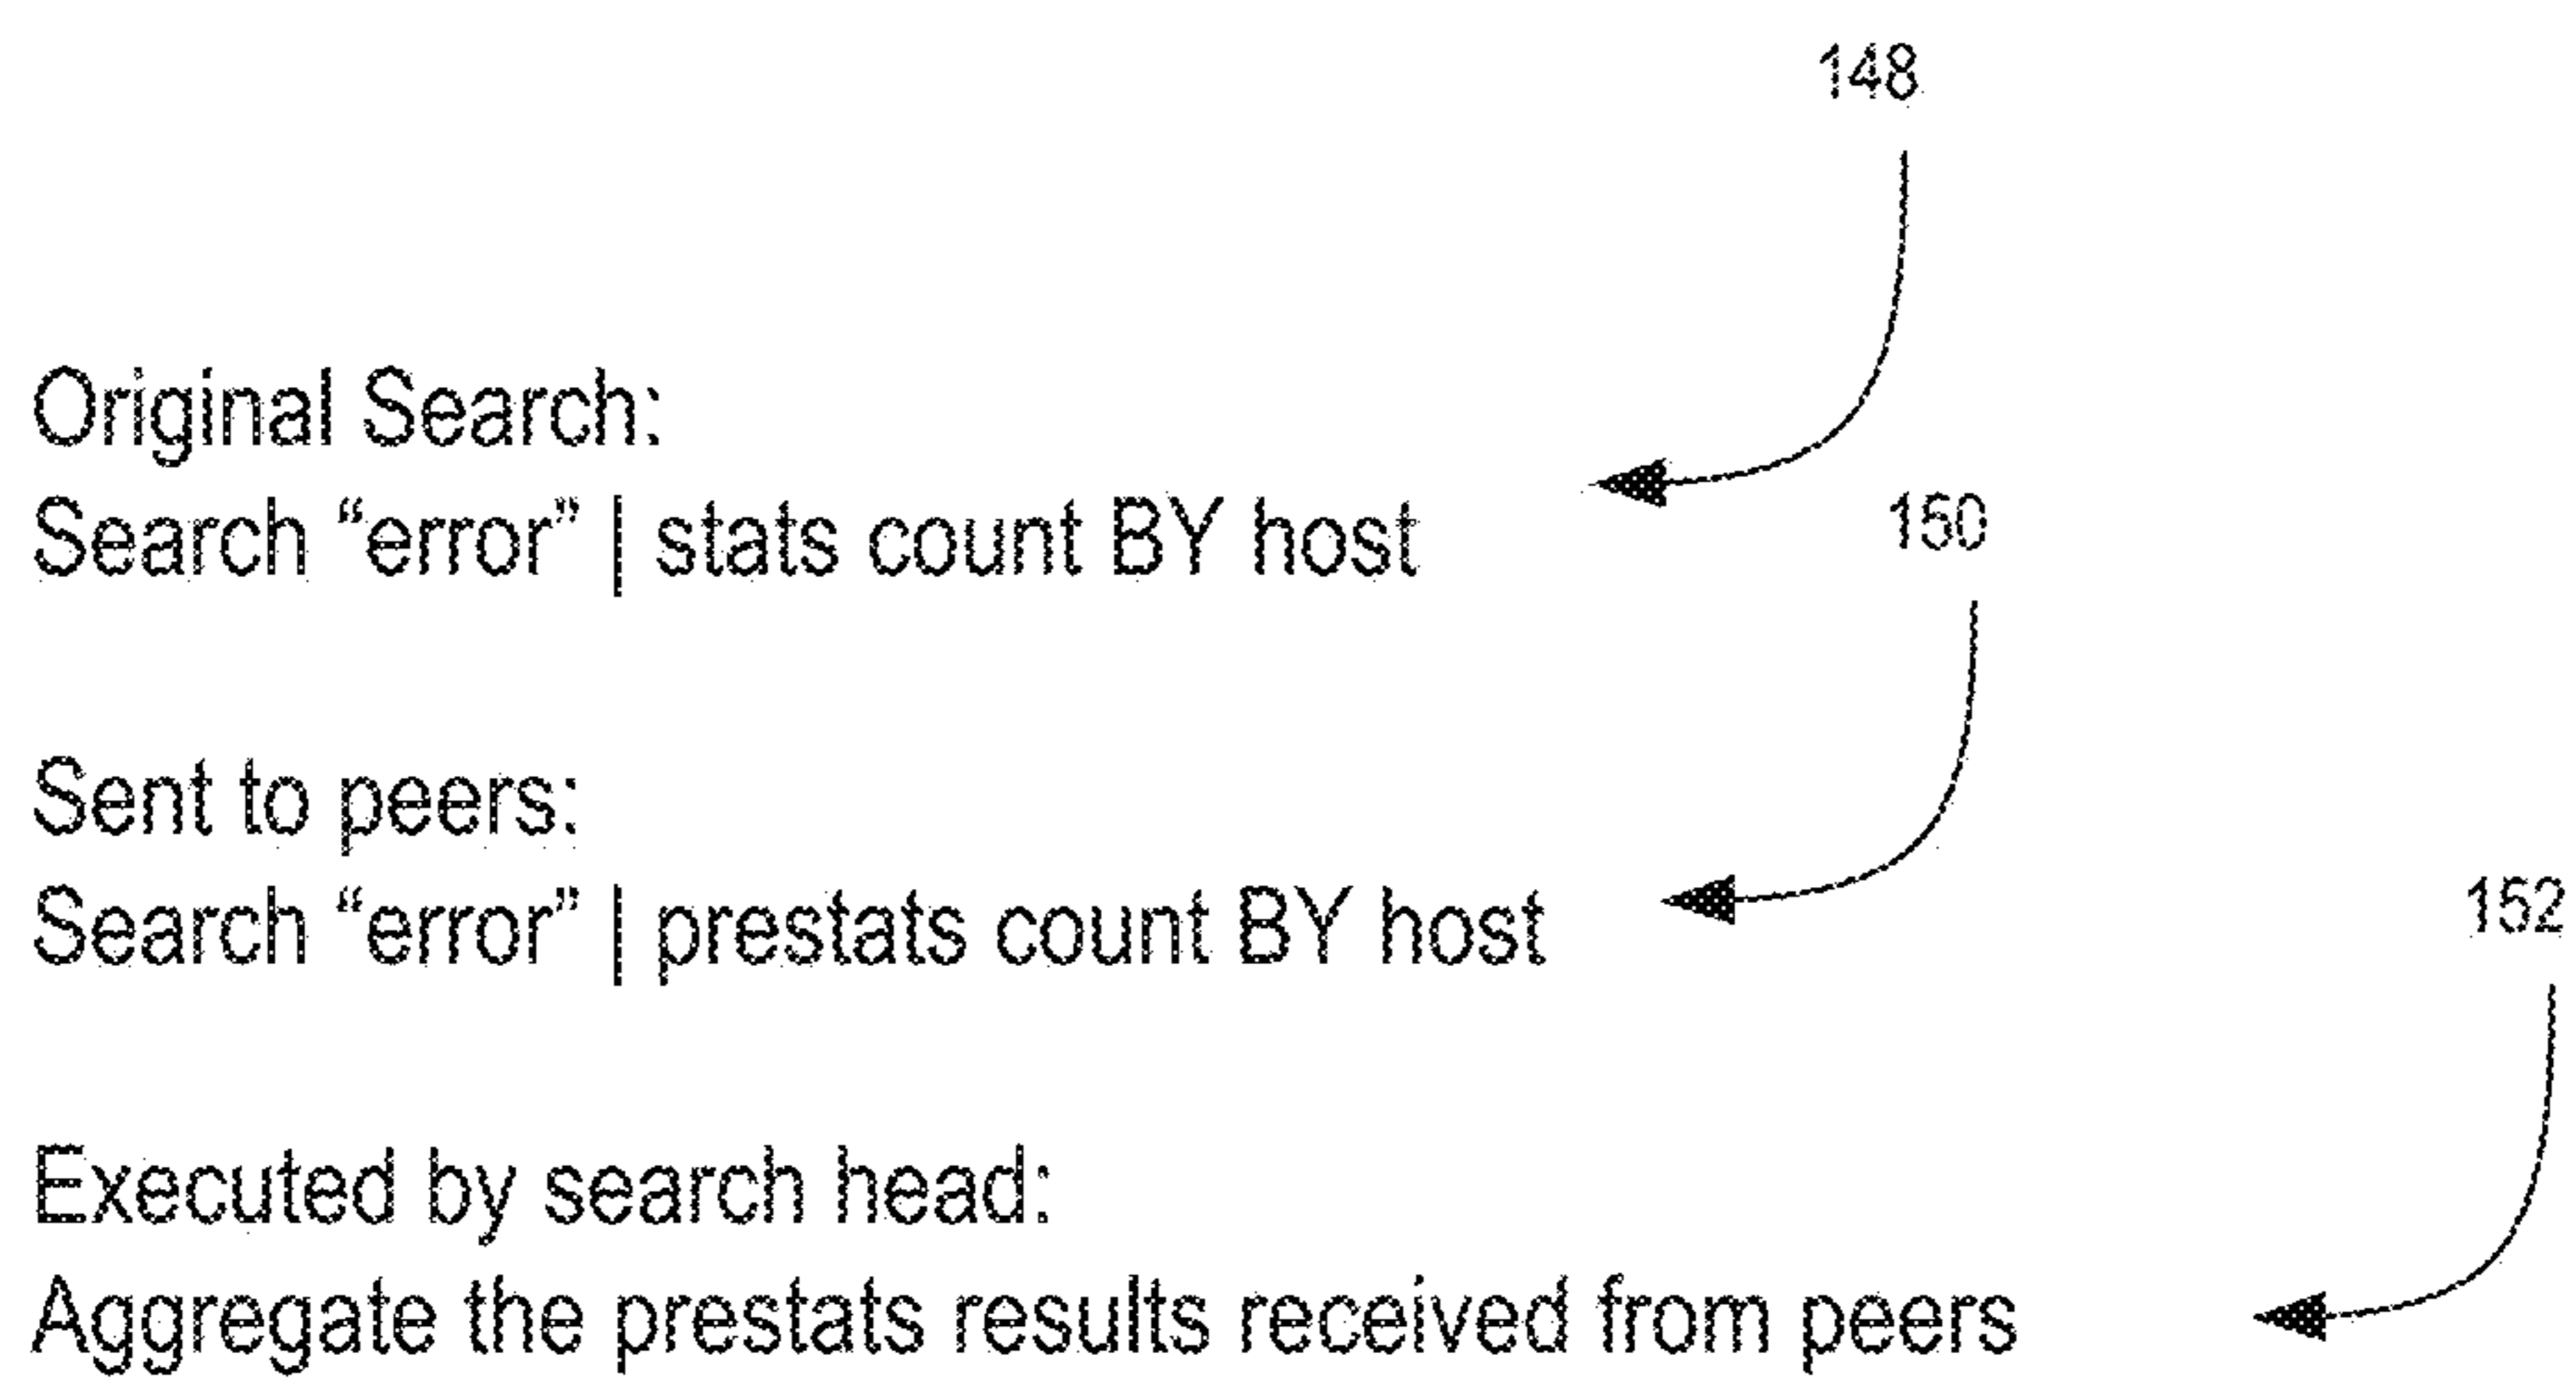 148
Original Search:
Search “error” | stats count BY host
150
Sent to peers:
Search “error” | prestats count BY host
152
Executed by search head:
Aggregate the prestats results received from peers